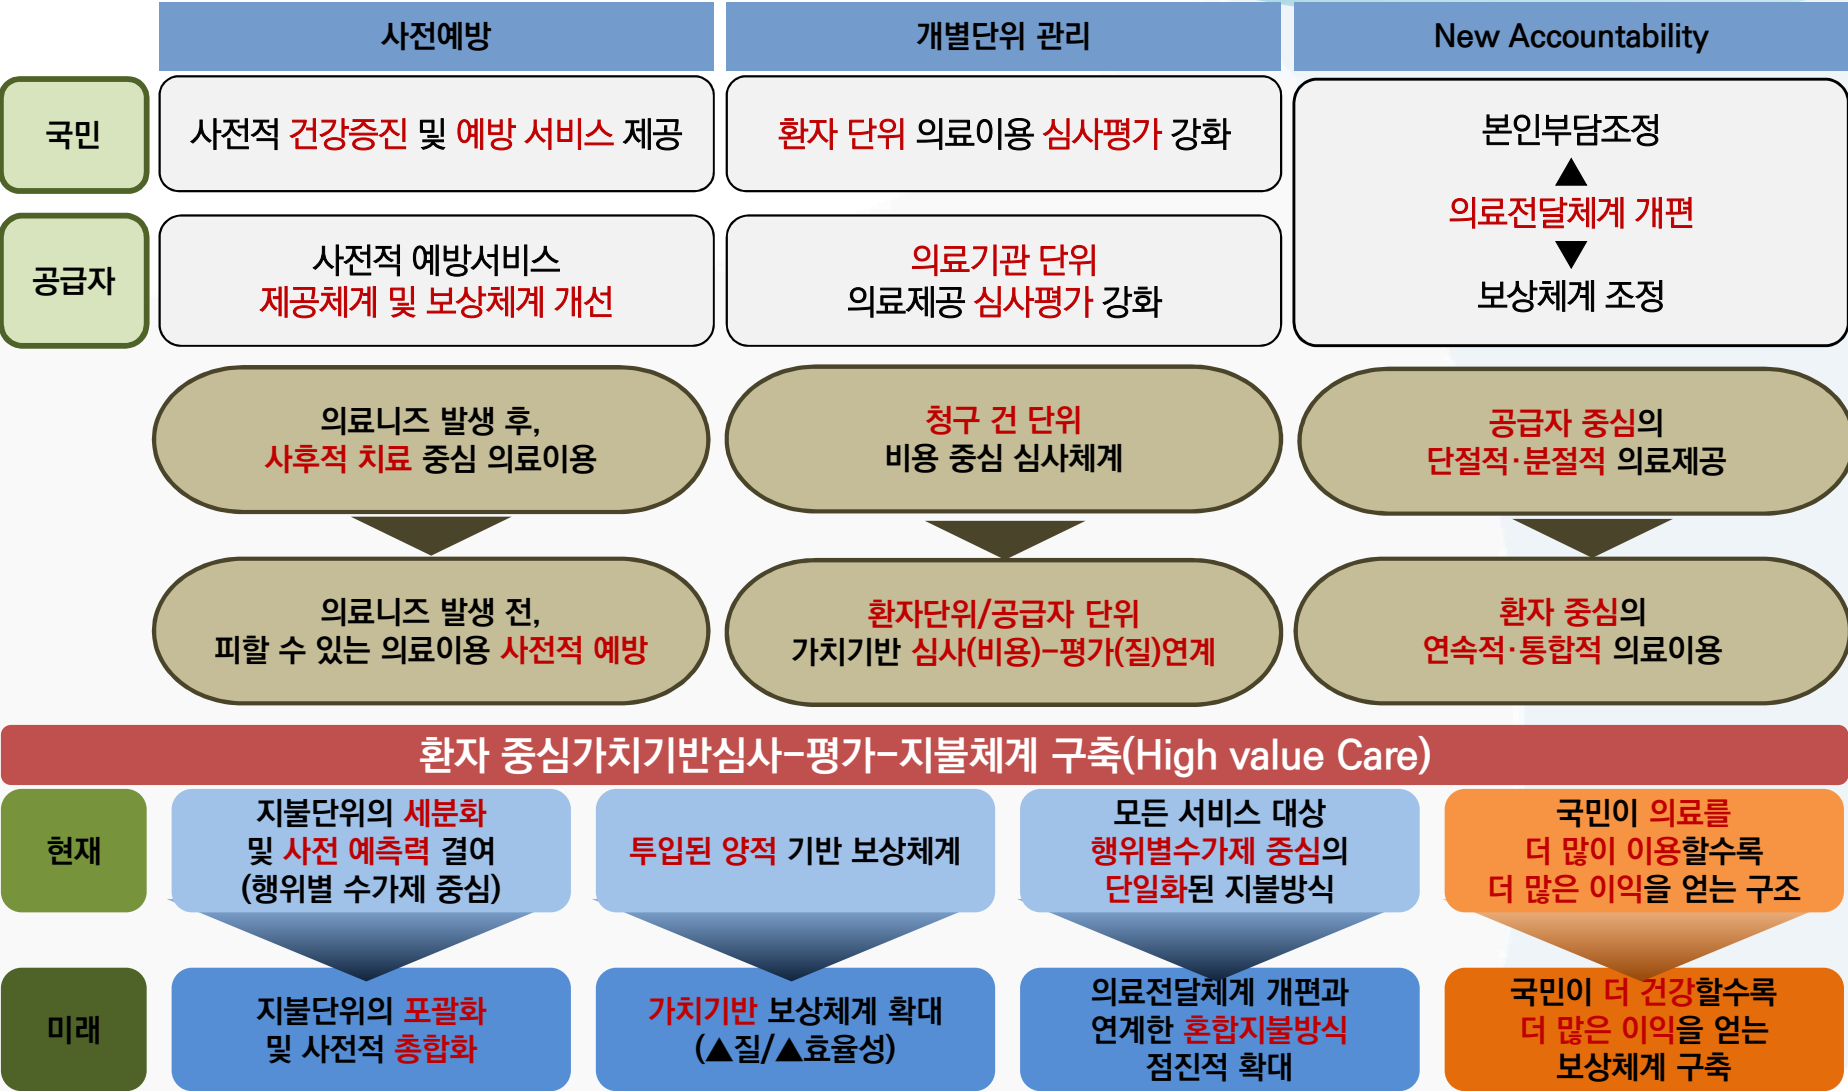 사전예방
개별단위 관리
New Accountability
국민
사전적 건강증진 및 예방 서비스 제공
환자 단위 의료이용 심사평가 강화
본인부담조정
▲
의료전달체계 개편
▼
보상체계 조정
공급자
사전적 예방서비스
제공체계 및 보상체계 개선
의료기관 단위
의료제공 심사평가 강화
의료니즈 발생 후,
사후적 치료 중심 의료이용
청구 건 단위
비용 중심 심사체계
공급자 중심의
단절적·분절적 의료제공
의료니즈 발생 전,
피할 수 있는 의료이용 사전적 예방
환자단위/공급자 단위
가치기반 심사(비용)-평가(질)연계
환자 중심의
연속적·통합적 의료이용
환자 중심가치기반심사-평가-지불체계 구축(High value Care)
현재
지불단위의 세분화
및 사전 예측력 결여
(행위별 수가제 중심)
투입된 양적 기반 보상체계
모든 서비스 대상
행위별수가제 중심의
단일화된 지불방식
국민이 의료를
더 많이 이용할수록
더 많은 이익을 얻는 구조
미래
지불단위의 포괄화
및 사전적 총합화
가치기반 보상체계 확대
(▲질/▲효율성)
의료전달체계 개편과
연계한 혼합지불방식
점진적 확대
국민이 더 건강할수록
더 많은 이익을 얻는
보상체계 구축